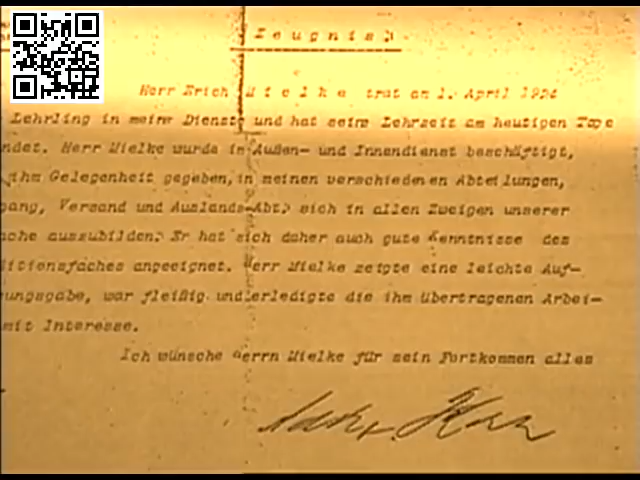 Zeugnis
Herr Erich Mielke trat am 1. April 1924
Lehrling in meine Dienste und hat seine Lehrzeit am heutigen Tage
ndet. Herr Mielke wurde im Außen- und Innendienst beschäftigt,
ihm Gelegenheit gegeben, in meinen verschiedenen Abteilungen,
gang, Versand und Auslands-Abt. sich in allen Zweigen unserer
ache auszubilden. Er hat sich daher auch gute Kenntnisse des
ditionsfaches angeeignet. Herr Mielke zeigte eine leichte Auf-
ungsgabe, war fleißig und erledigte die ihm übertragenen Arbei-
mit Interesse.
Ich wünsche Herrn Mielke für sein Fortkommen alles